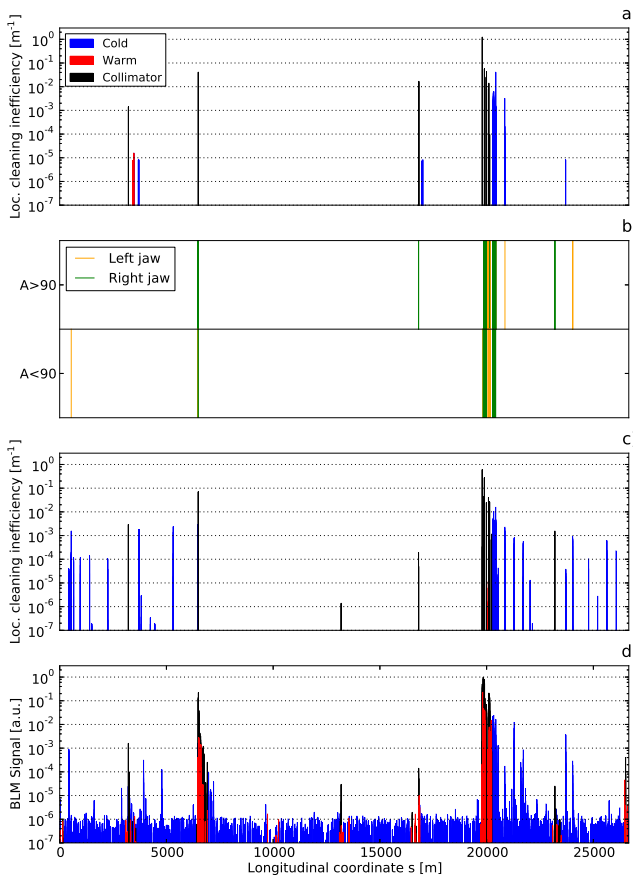 a
Loc. cleaning inefficiency [m⁻¹]
10⁰
10⁻¹
10⁻²
10⁻³
10⁻⁴
10⁻⁵
10⁻⁶
10⁻⁷
Cold
Warm
Collimator
b
A>90
A<90
Left jaw
Right jaw
c
Loc. cleaning inefficiency [m⁻¹]
10⁰
10⁻¹
10⁻²
10⁻³
10⁻⁴
10⁻⁵
10⁻⁶
10⁻⁷
d
BLM Signal [a.u.]
10⁰
10⁻¹
10⁻²
10⁻³
10⁻⁴
10⁻⁵
10⁻⁶
10⁻⁷
0 5000 10000 15000 20000 25000
Longitudinal coordinate s [m]